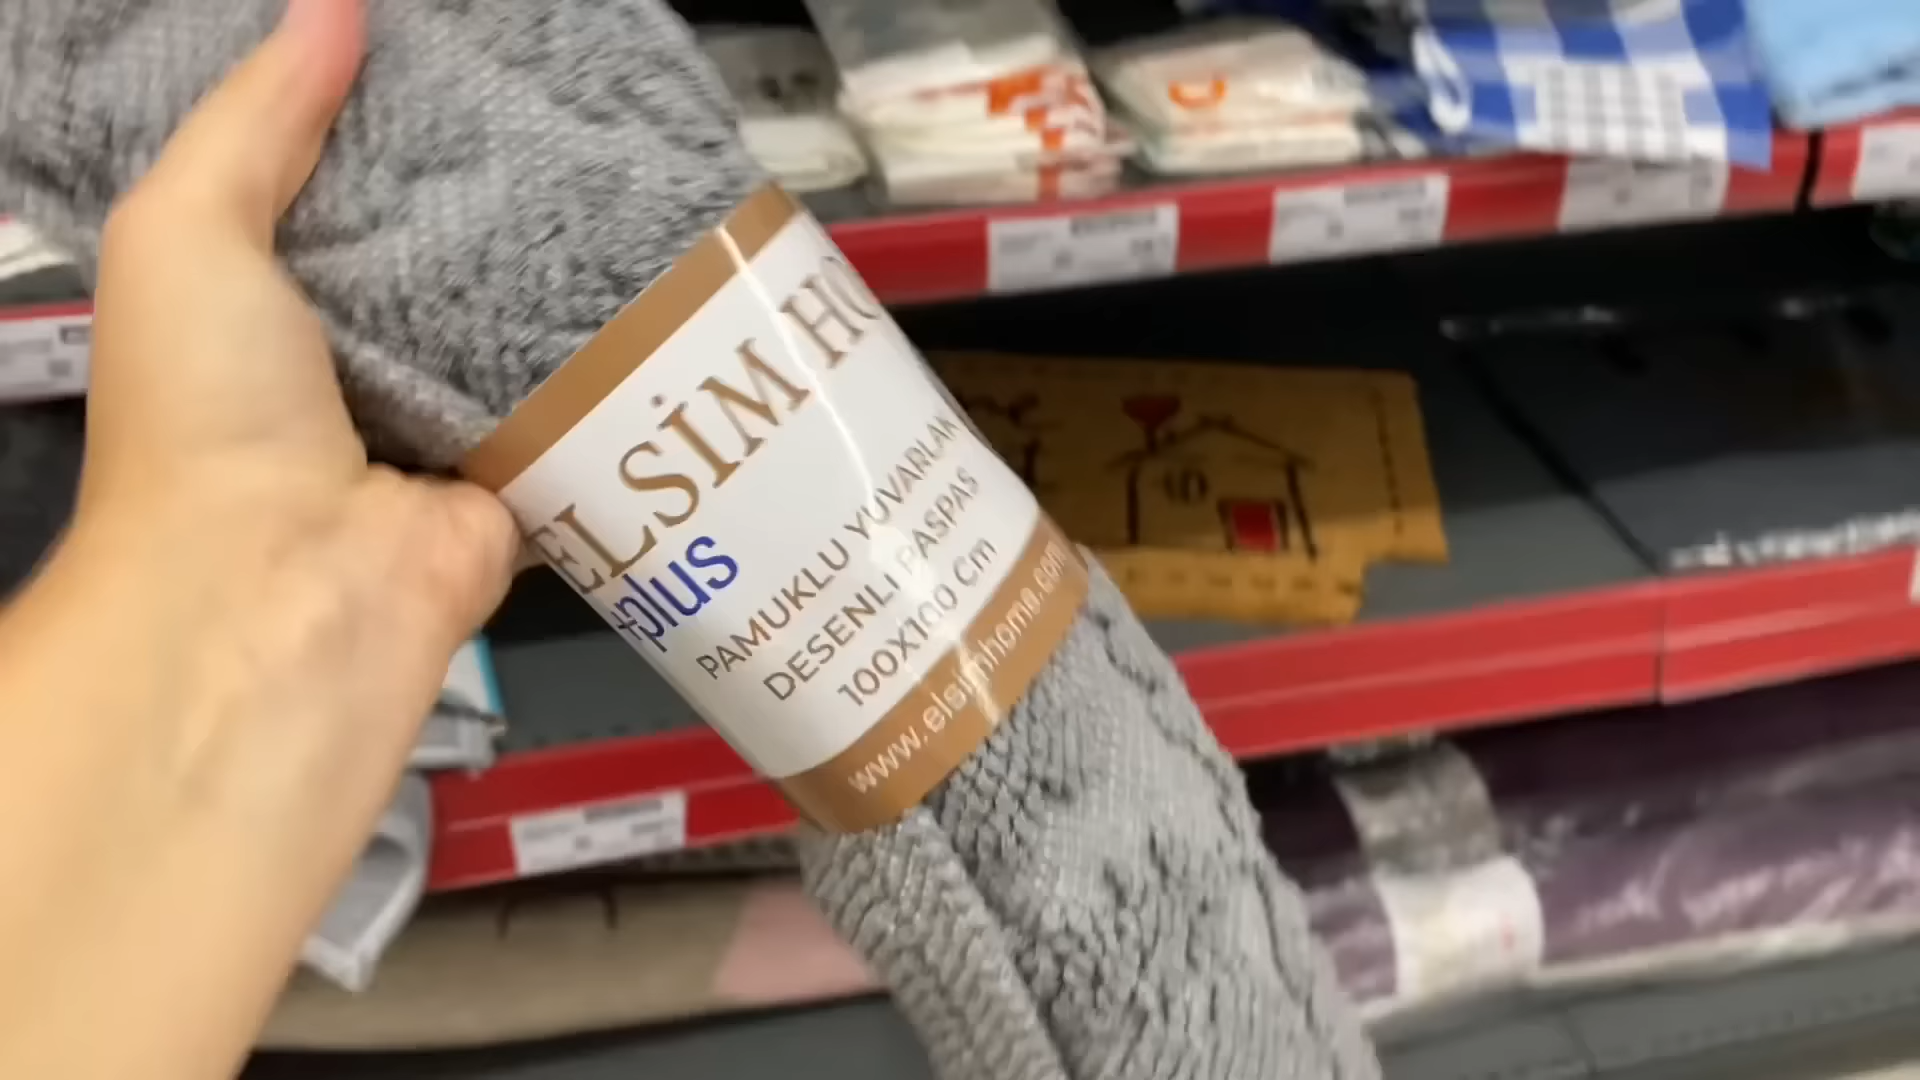 ELSİM HO
+plus
PAMUKLU YUVARLAK
DESENLİ PASPAS
100X100 Cm
www.elsimhome.com